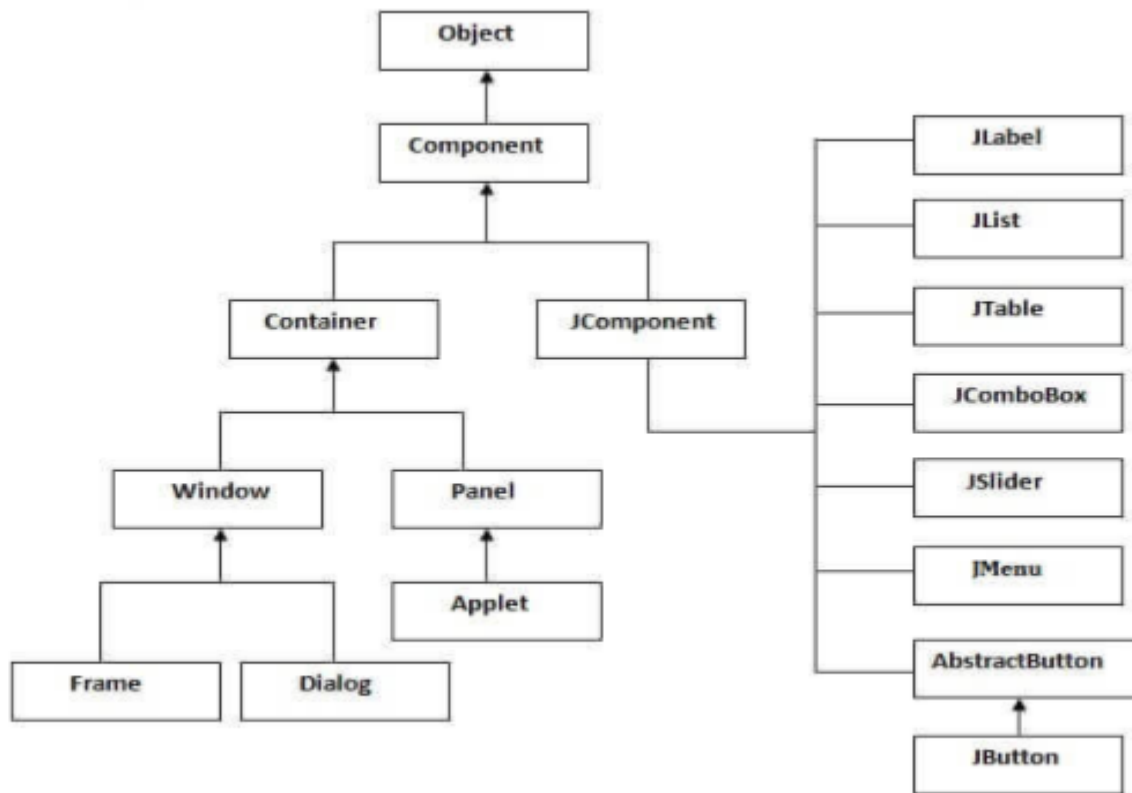 Object
Component
Container
JComponent
Window
Panel
Applet
Frame
Dialog
JLabel
JList
JTable
JComboBox
JSlider
JMenu
AbstractButton
JButton